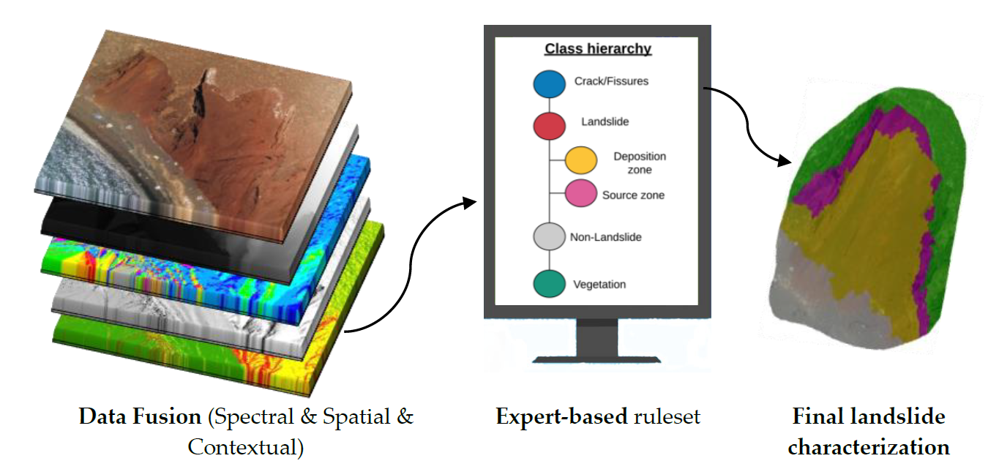 Class hierarchy
Crack/Fissures
Landslide
Deposition
zone
Source zone
Non-Landslide
Vegetation
Data Fusion (Spectral & Spatial &
Contextual)
Expert-based ruleset
Final landslide
characterization